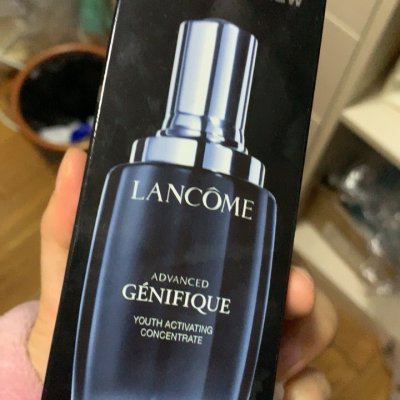 LANCÔME
ADVANCED
GÉNIFIQUE
YOUTH ACTIVATING
CONCENTRATE